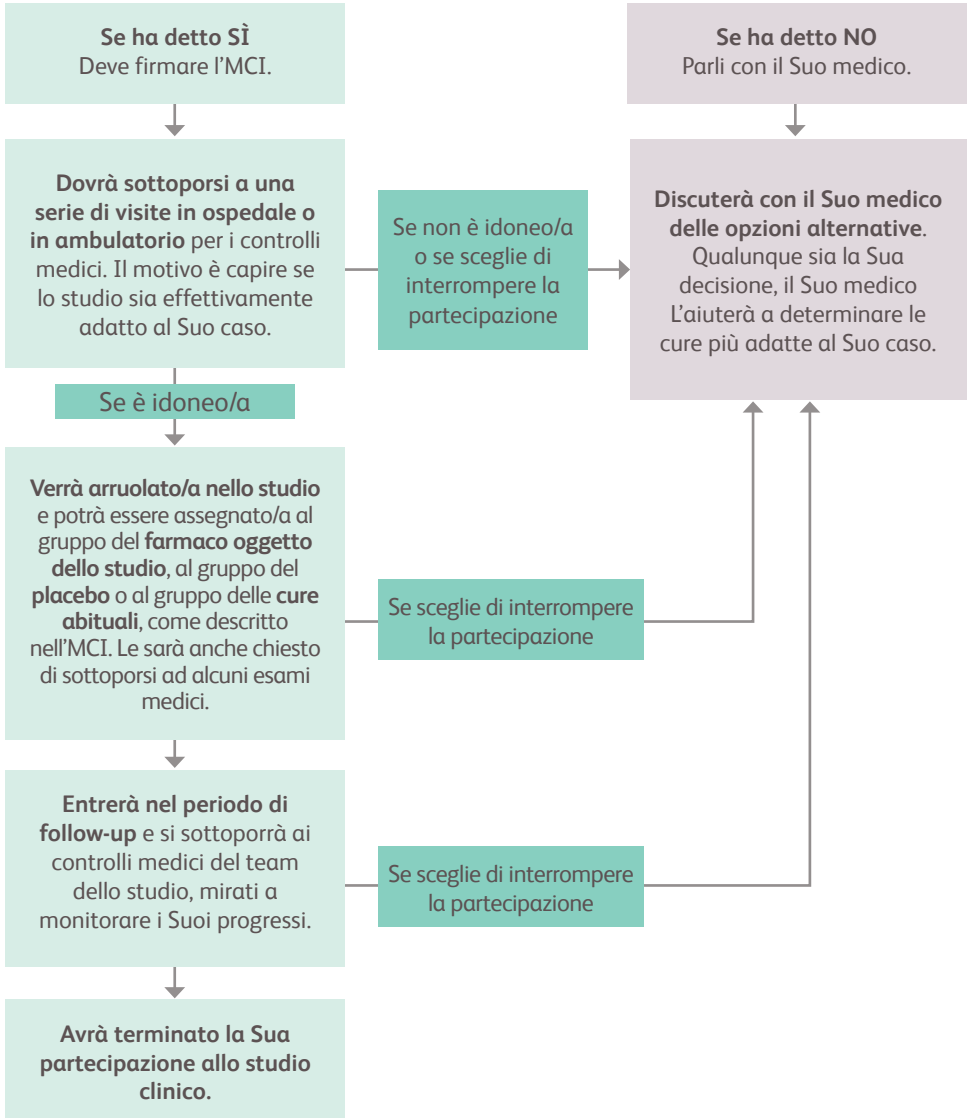 Se ha detto SÌ
Deve firmare l'MCI.
Se ha detto NO
Parli con il Suo medico.
Dovrà sottoporsi a una
serie di visite in ospedale o
in ambulatorio per i controlli
medici. Il motivo è capire se
lo studio sia effettivamente
adatto al Suo caso.
Se non è idoneo/a
o se sceglie di
interrompere la
partecipazione
Discuterà con il Suo medico
delle opzioni alternative.
Qualunque sia la Sua
decisione, il Suo medico
L'aiuterà a determinare le
cure più adatte al Suo caso.
Se è idoneo/a
Verrà arruolato/a nello studio
e potrà essere assegnato/a al
gruppo del farmaco oggetto
dello studio, al gruppo del
placebo o al gruppo delle cure
abituali, come descritto
nell'MCI. Le sarà anche chiesto
di sottoporsi ad alcuni esami
medici.
Se sceglie di interrompere
la partecipazione
Entrerà nel periodo di
follow-up e si sottoporrà ai
controlli medici del team
dello studio, mirati a
monitorare i Suoi progressi.
Se sceglie di interrompere
la partecipazione
Avrà terminato la Sua
partecipazione allo studio
clinico.